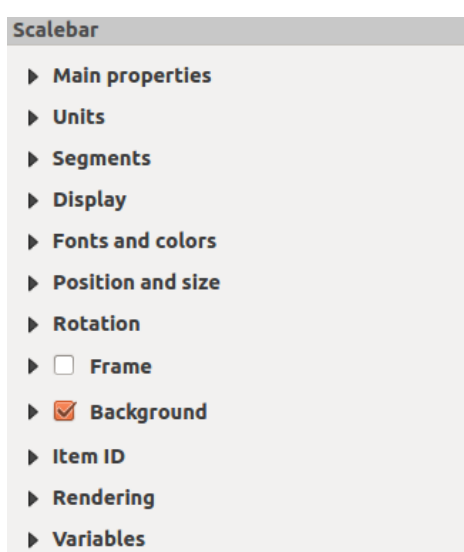 Scalebar
Main properties
Units
Segments
Display
Fonts and colors
Position and size
Rotation
Frame
Background
Item ID
Rendering
Variables